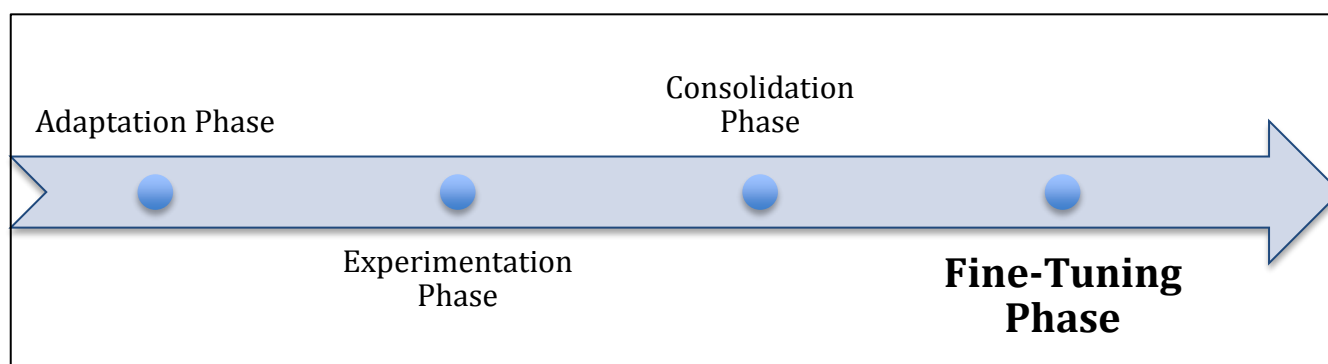 Adaptation Phase
Experimentation
Phase
Consolidation
Phase
Fine-Tuning
Phase